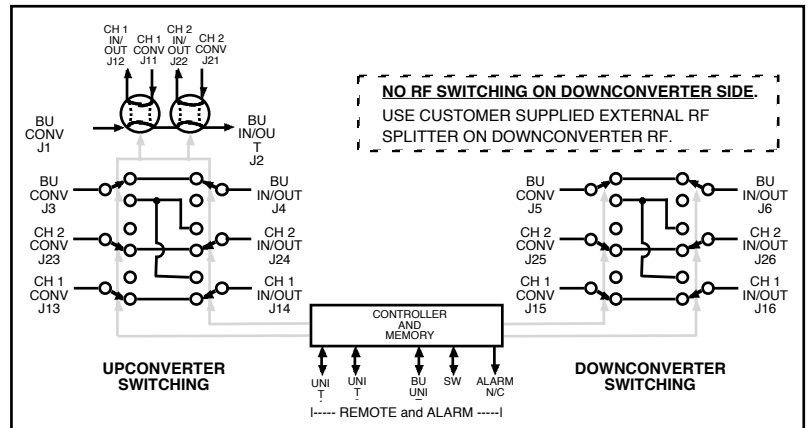 CH 1
IN/
OUT
J12
CH 1
CONV
J11
CH 2
IN/
OUT
J22
CH 2
CONV
J21
BU
CONV
J1
BU
IN/OU
T
J2
NO RF SWITCHING ON DOWNCONVERTER SIDE.
USE CUSTOMER SUPPLIED EXTERNAL RF
SPLITTER ON DOWNCONVERTER RF.
BU
CONV
J3
BU
IN/OUT
J4
CH 2
CONV
J23
CH 2
IN/OUT
J24
CH 1
CONV
J13
CH 1
IN/OUT
J14
BU
CONV
J5
BU
IN/OUT
J6
CH 2
CONV
J25
CH 2
IN/OUT
J26
CH 1
CONV
J15
CH 1
IN/OUT
J16
CONTROLLER
AND
MEMORY
UPCONVERTER
SWITCHING
DOWNCONVERTER
SWITCHING
UNI
T
UNI
T
BU
UNI
SW
ALARM
N/C
I----- REMOTE and ALARM -----I